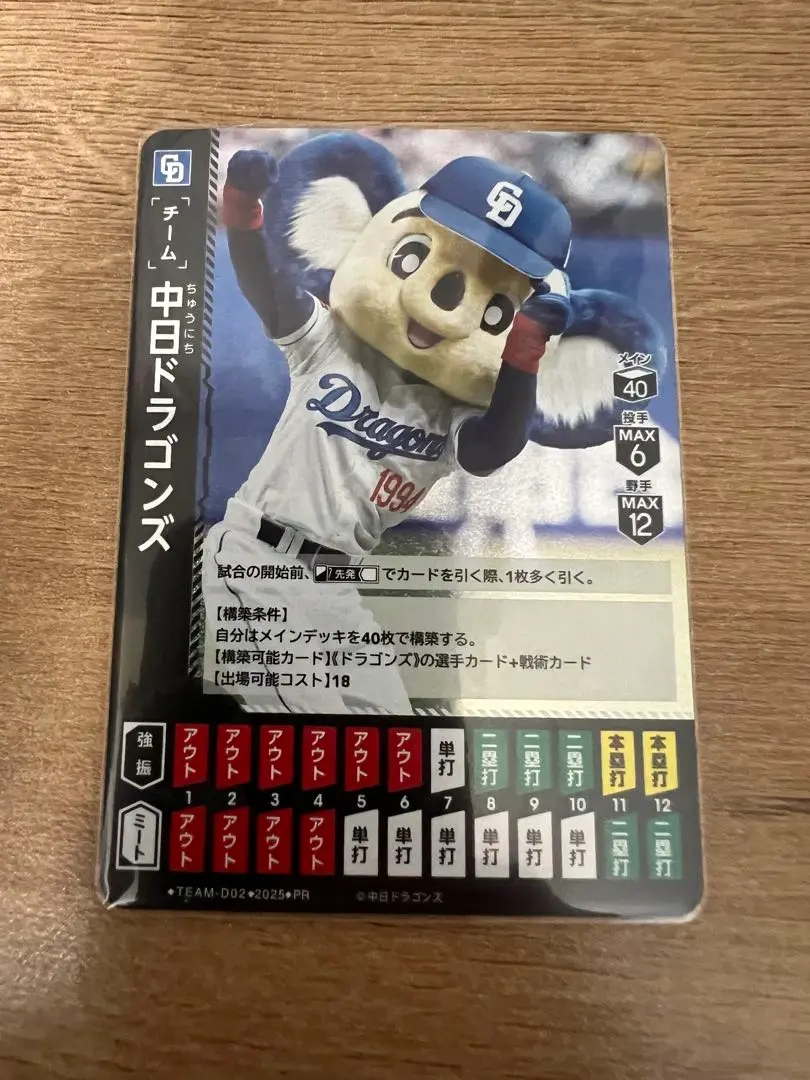 CD
チーム
ちゅうにち
中日ドラゴンズ
CD
Dragons
1994
メイン
40
投手
MAX
6
野手
MAX
12
試合の開始前、先発でカードを引く際、1枚多く引く。
【構築条件】
自分はメインデッキを40枚で構築する。
【構築可能カード】《ドラゴンズ》の選手カード+戦術カード
【出場可能コスト】18
強振 アウト アウト アウト アウト アウト アウト 単打 二塁打 二塁打 二塁打 本塁打 本塁打
1 2 3 4 5 6 7 8 9 10 11 12
ミート アウト アウト アウト アウト 単打 単打 単打 単打 単打 単打 二塁打 二塁打
◆TEAM-D02◆2025◆PR ©中日ドラゴンズ